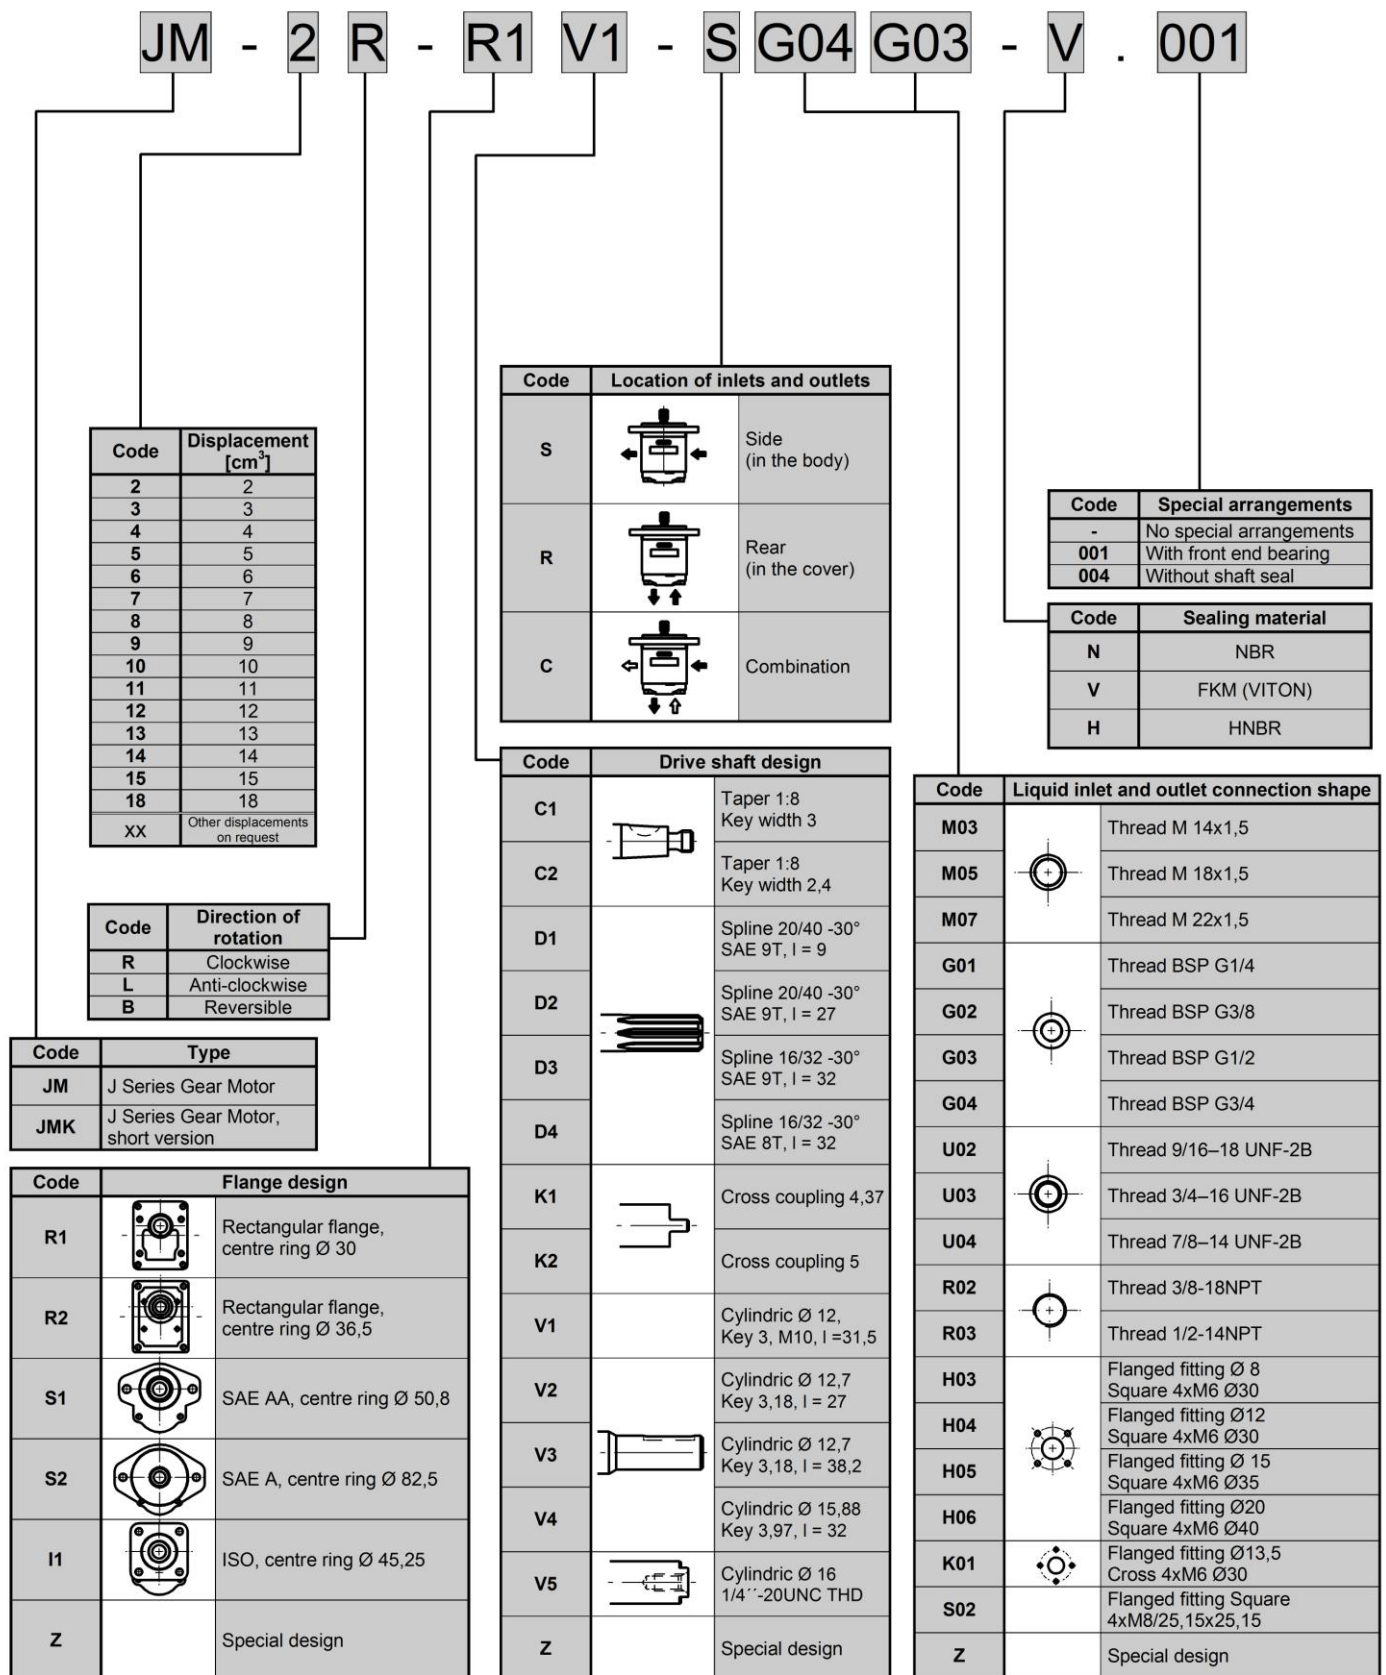 JM - 2 R - R1 V1 - S G04 G03 - V . 001
Code Location of inlets and outlets
S Side
(in the body)
R Rear
(in the cover)
C Combination
Code Displacement
[cm³]
2 2
3 3
4 4
5 5
6 6
7 7
8 8
9 9
10 10
11 11
12 12
13 13
14 14
15 15
18 18
XX Other displacements
on request
Code Special arrangements
- No special arrangements
001 With front end bearing
004 Without shaft seal
Code Sealing material
N NBR
V FKM (VITON)
H HNBR
Code Direction of
rotation
R Clockwise
L Anti-clockwise
B Reversible
Code Type
JM J Series Gear Motor
JMK J Series Gear Motor,
short version
Code Flange design
R1 Rectangular flange,
centre ring Ø 30
R2 Rectangular flange,
centre ring Ø 36,5
S1 SAE AA, centre ring Ø 50,8
S2 SAE A, centre ring Ø 82,5
I1 ISO, centre ring Ø 45,25
Z Special design
Code Drive shaft design
C1 Taper 1:8
Key width 3
C2 Taper 1:8
Key width 2,4
D1 Spline 20/40 -30°
SAE 9T, l = 9
D2 Spline 20/40 -30°
SAE 9T, l = 27
D3 Spline 16/32 -30°
SAE 9T, l = 32
D4 Spline 16/32 -30°
SAE 8T, l = 32
K1 Cross coupling 4,37
K2 Cross coupling 5
V1 Cylindric Ø 12,
Key 3, M10, l =31,5
V2 Cylindric Ø 12,7
Key 3,18, l = 27
V3 Cylindric Ø 12,7
Key 3,18, l = 38,2
V4 Cylindric Ø 15,88
Key 3,97, l = 32
V5 Cylindric Ø 16
1/4´´-20UNC THD
Z Special design
Code Liquid inlet and outlet connection shape
M03 Thread M 14x1,5
M05 Thread M 18x1,5
M07 Thread M 22x1,5
G01 Thread BSP G1/4
G02 Thread BSP G3/8
G03 Thread BSP G1/2
G04 Thread BSP G3/4
U02 Thread 9/16–18 UNF-2B
U03 Thread 3/4–16 UNF-2B
U04 Thread 7/8–14 UNF-2B
R02 Thread 3/8-18NPT
R03 Thread 1/2-14NPT
H03 Flanged fitting Ø 8
Square 4xM6 Ø30
H04 Flanged fitting Ø12
Square 4xM6 Ø30
H05 Flanged fitting Ø 15
Square 4xM6 Ø35
H06 Flanged fitting Ø20
Square 4xM6 Ø40
K01 Flanged fitting Ø13,5
Cross 4xM6 Ø30
S02 Flanged fitting Square
4xM8/25,15x25,15
Z Special design